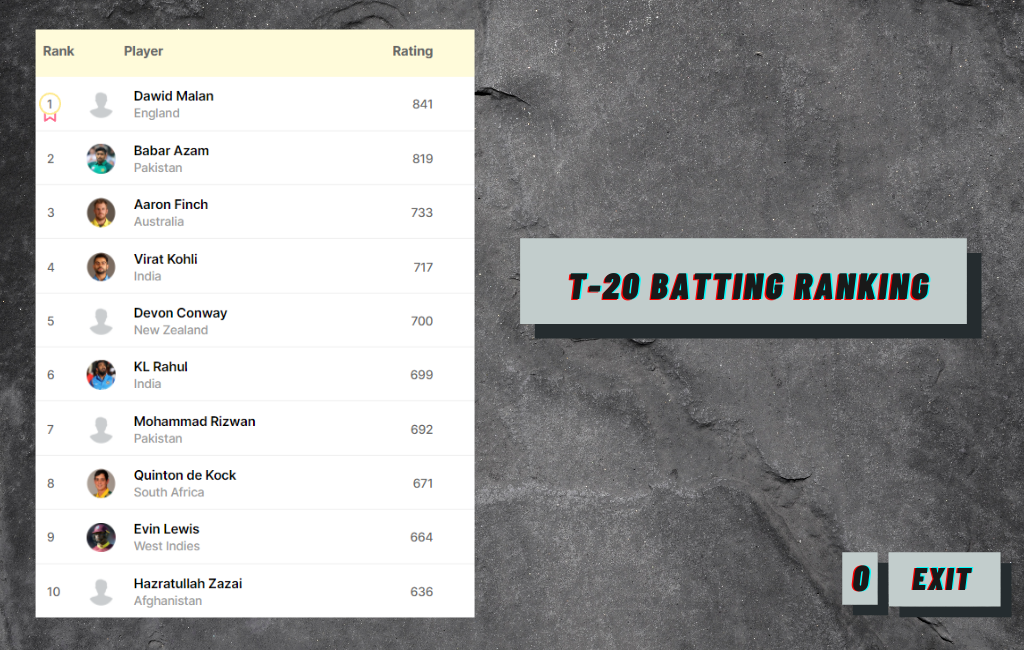 Rank Player Rating
1 Dawid Malan 841
England
2 Babar Azam 819
Pakistan
3 Aaron Finch 733
Australia
4 Virat Kohli 717
India
5 Devon Conway 700
New Zealand
6 KL Rahul 699
India
7 Mohammad Rizwan 692
Pakistan
8 Quinton de Kock 671
South Africa
9 Evin Lewis 664
West Indies
10 Hazratullah Zazai 636
Afghanistan
T-20 BATTING RANKING
0 EXIT